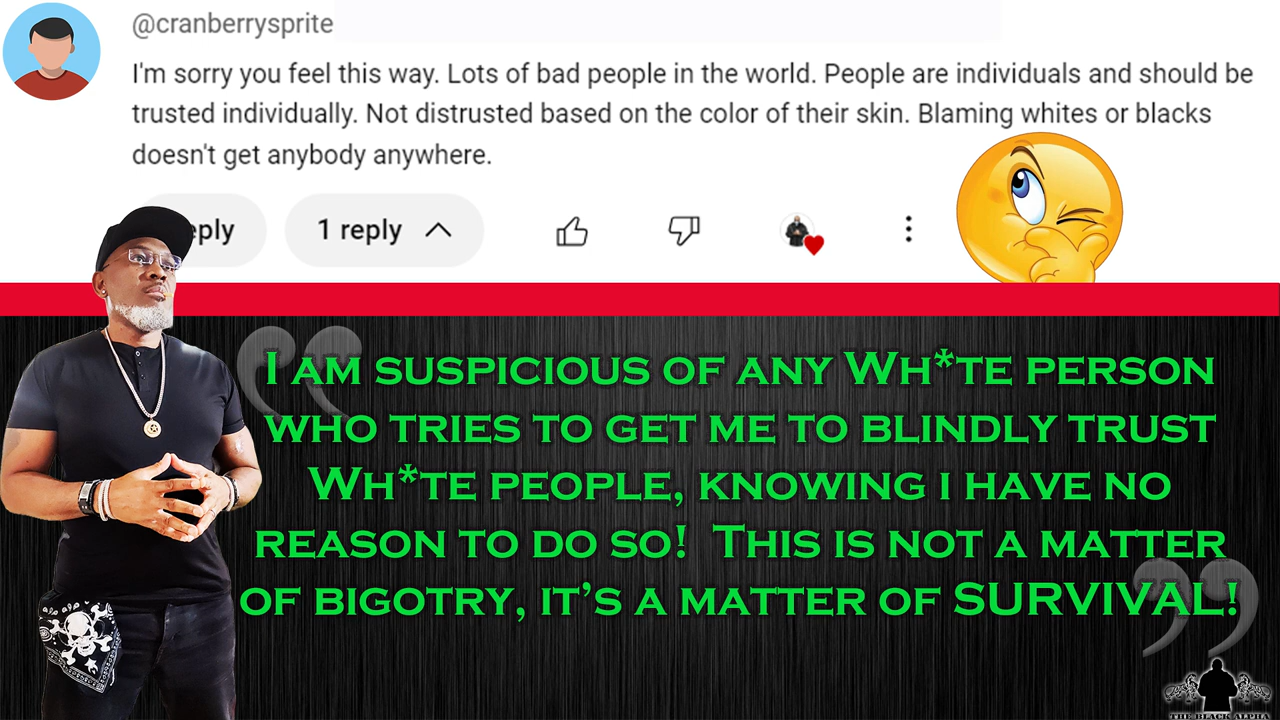 @cranberrysprite
I'm sorry you feel this way. Lots of bad people in the world. People are individuals and should be
trusted individually. Not distrusted based on the color of their skin. Blaming whites or blacks
doesn't get anybody anywhere.
eply
1 reply
“I am suspicious of any Wh*te person
who tries to get me to blindly trust
Wh*te people, knowing I have no
reason to do so! This is not a matter
of bigotry, it’s a matter of SURVIVAL!”
THE BLACK ALPHA